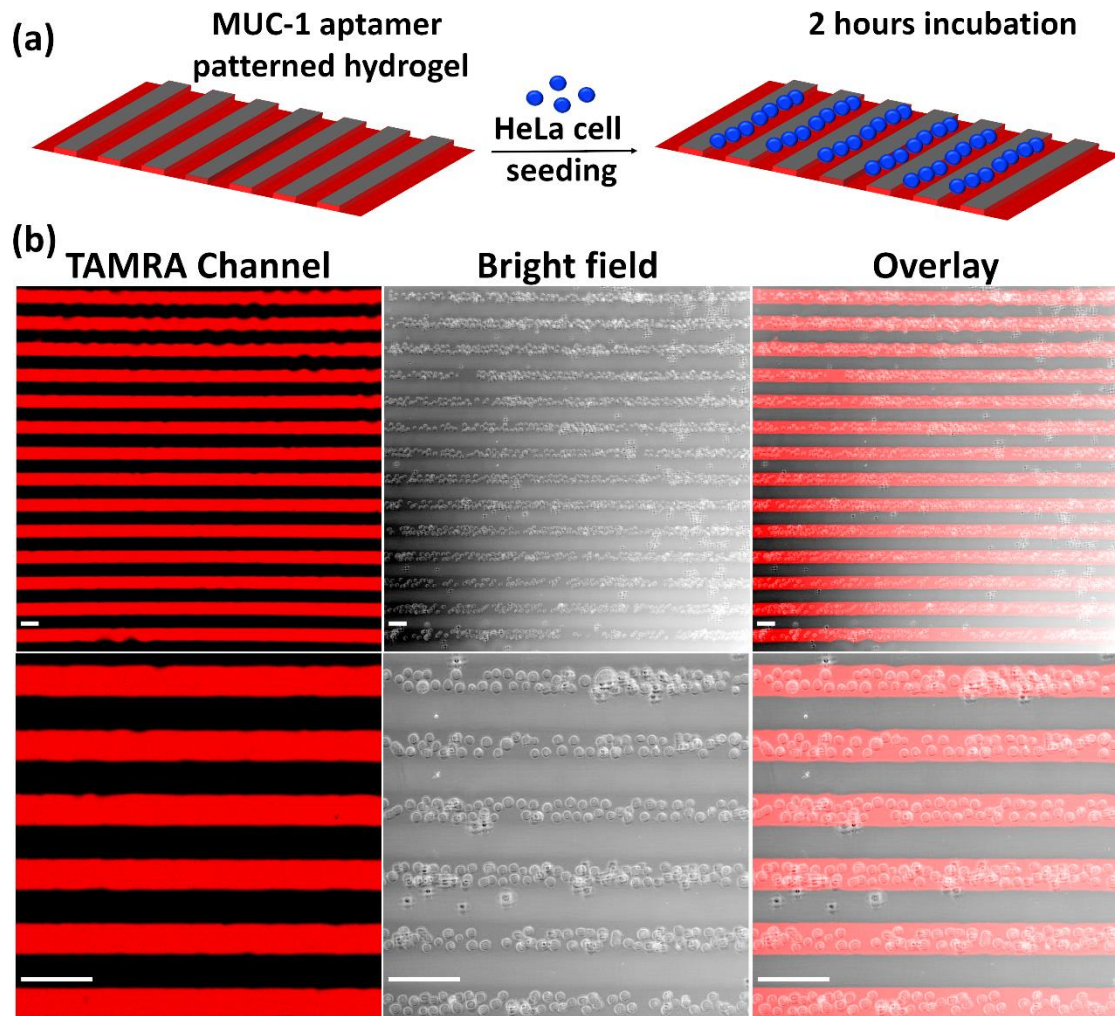 (a)
MUC-1 aptamer
patterned hydrogel
HeLa cell
seeding
2 hours incubation
(b)
TAMRA Channel
Bright field
Overlay